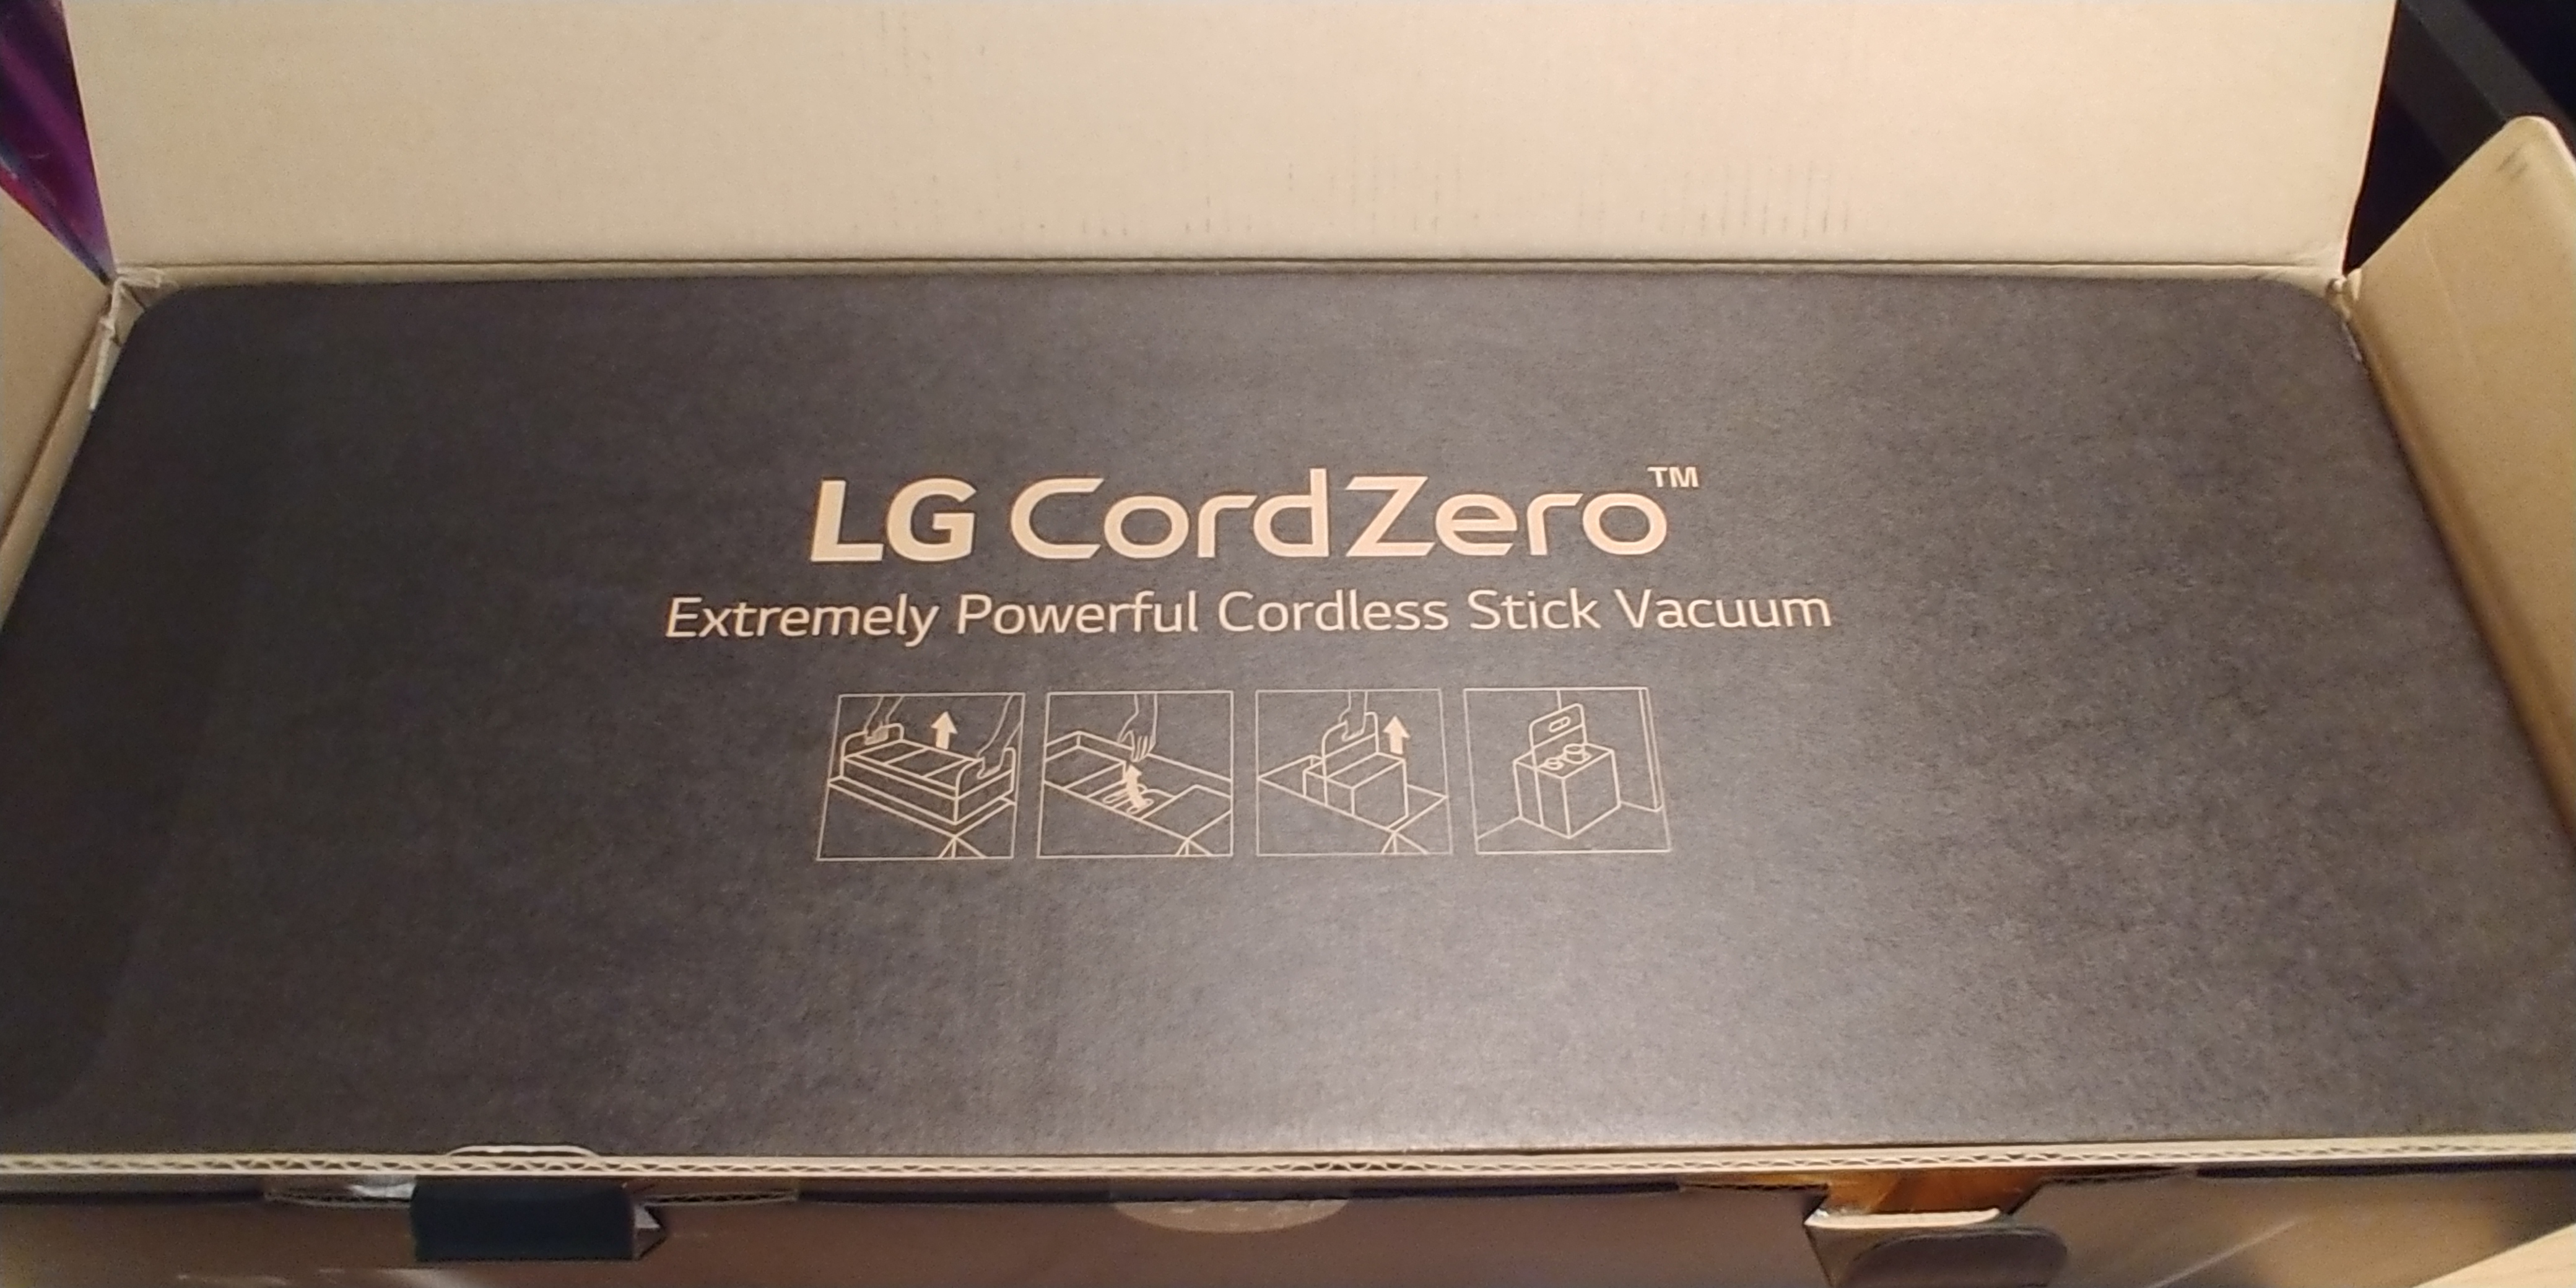 LG CordZero™
Extremely Powerful Cordless Stick Vacuum